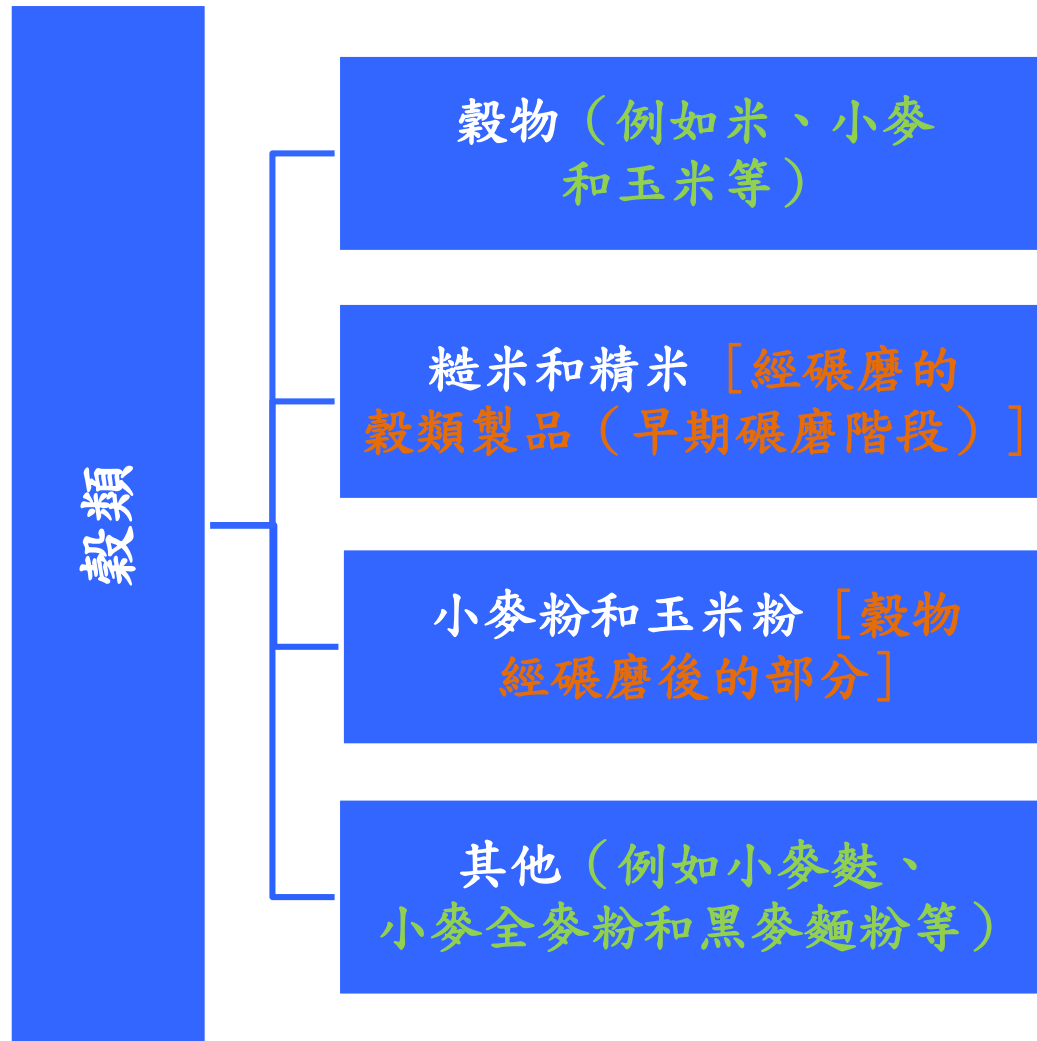 穀類
穀物（例如米、小麥
和玉米等）
糙米和精米［經碾磨的
穀類製品（早期碾磨階段）］
小麥粉和玉米粉［穀物
經碾磨後的部分］
其他（例如小麥麩、
小麥全麥粉和黑麥麵粉等）